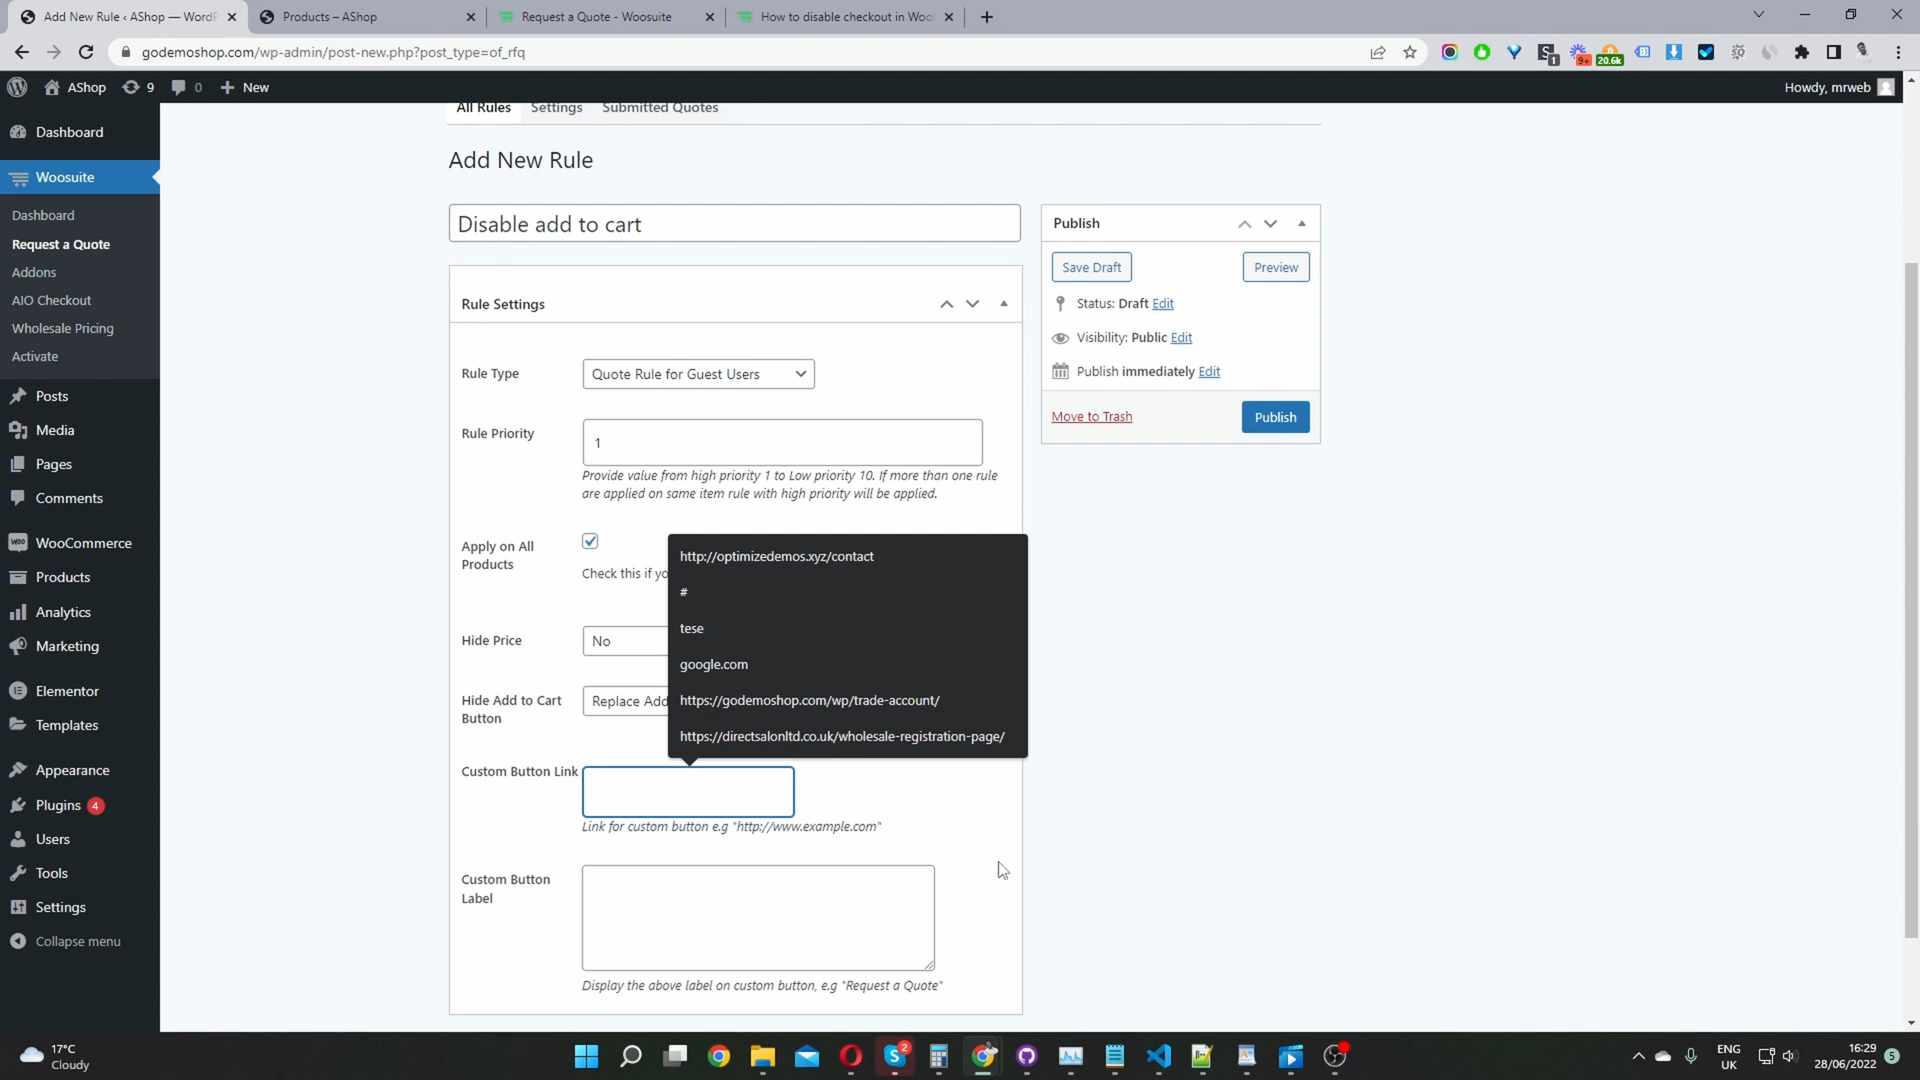 Add New Rule ‹ AShop — WordP
Products – AShop
Request a Quote - Woosuite
How to disable checkout in Woo
godemoshop.com/wp-admin/post-new.php?post_type=of_rfq
1
9+
20.6k
AShop
9
0
New
Howdy, mrweb
Dashboard
Woosuite
Dashboard
Request a Quote
Addons
AIO Checkout
Wholesale Pricing
Activate
Posts
Media
Pages
Comments
WooCommerce
Products
Analytics
Marketing
Elementor
Templates
Appearance
Plugins 4
Users
Tools
Settings
Collapse menu
All Rules
Settings
Submitted Quotes
Add New Rule
Disable add to cart
Rule Settings
Rule Type
Quote Rule for Guest Users
Rule Priority
1
Provide value from high priority 1 to Low priority 10. If more than one rule
are applied on same item rule with high priority will be applied.
Apply on All
Products
Check this if yo
Hide Price
No
Hide Add to Cart
Button
Replace Add
http://optimizedemos.xyz/contact
#
tese
google.com
https://godemoshop.com/wp/trade-account/
https://directsalonltd.co.uk/wholesale-registration-page/
Custom Button Link
Link for custom button e.g "http://www.example.com"
Custom Button
Label
Display the above label on custom button, e.g "Request a Quote"
Publish
Save Draft
Preview
Status: Draft Edit
Visibility: Public Edit
Publish immediately Edit
Move to Trash
Publish
17°C
Cloudy
2
ENG
UK
16:29
28/06/2022
5